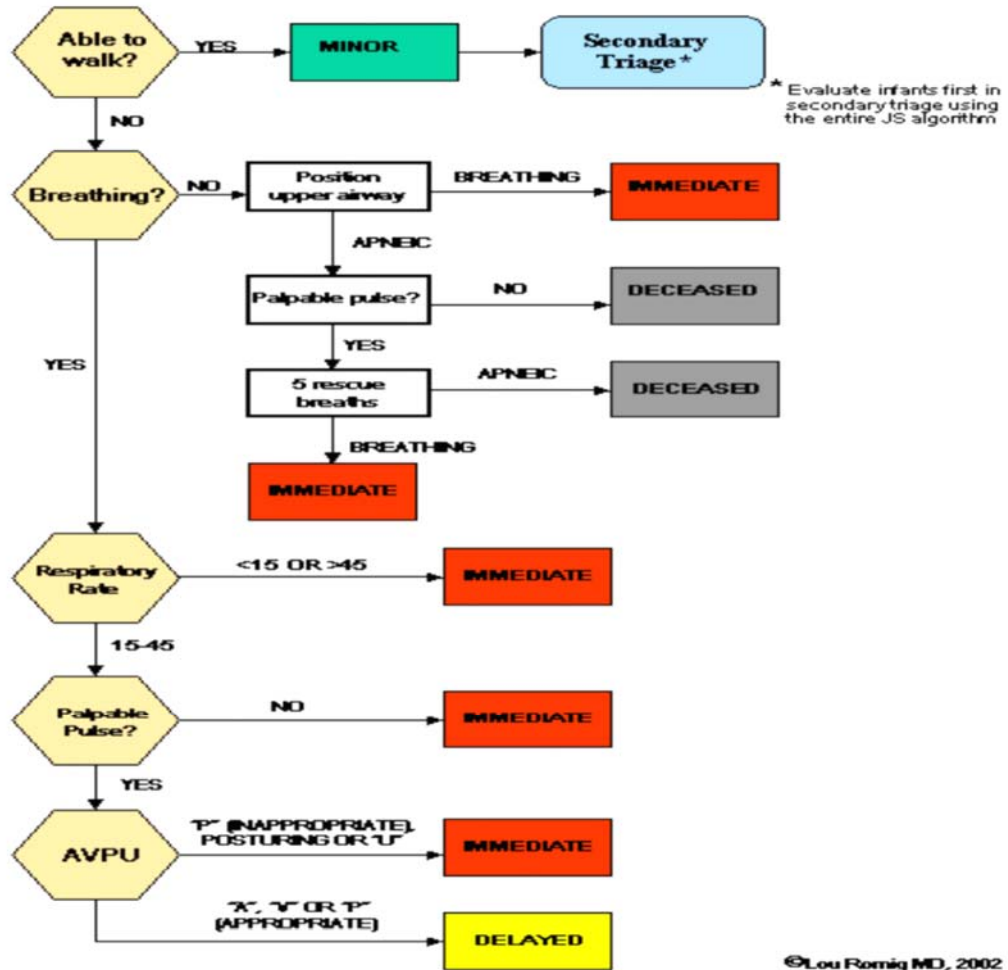 Able to
walk?
YES
MINOR
Secondary
Triage*
* Evaluate infants first in
secondary triage using
the entire JS algorithm
NO
Breathing?
NO
Position
upper airway
BREATHING
IMMEDIATE
APNEIC
Palpable pulse?
NO
DECEASED
YES
5 rescue
breaths
APNEIC
DECEASED
BREATHING
IMMEDIATE
YES
Respiratory
Rate
<15 OR >45
IMMEDIATE
15-45
Palpable
Pulse?
NO
IMMEDIATE
YES
AVPU
"P" (INAPPROPRIATE),
POSTURING OR "U"
IMMEDIATE
"A", "V" OR "P"
(APPROPRIATE)
DELAYED
©Lou Romig MD, 2002